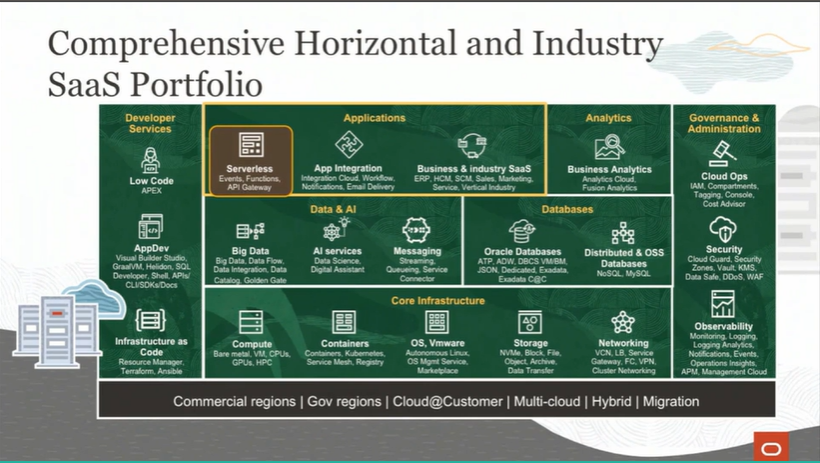 Comprehensive Horizontal and Industry
SaaS Portfolio
Developer
Services
Low Code
APEX
AppDev
Visual Builder Studio,
GraalVM, Helidon, SQL
Developer, Shell, APIs/
CLI/SDKs/Docs
Infrastructure as
Code
Resource Manager,
Terraform, Ansible
Applications
Serverless
Events, Functions,
API Gateway
App Integration
Integration Cloud, Workflow,
Notifications, Email Delivery
Business & industry SaaS
ERP, HCM, SCM, Sales, Marketing,
Service, Vertical Industry
Analytics
Business Analytics
Analytics Cloud,
Fusion Analytics
Data & AI
Big Data
Big Data, Data Flow,
Data Integration, Data
Catalog, Golden Gate
AI services
Data Science,
Digital Assistant
Messaging
Streaming,
Queueing, Service
Connector
Databases
Oracle Databases
ATP, ADW, DBCS VM/BM,
JSON, Dedicated, Exadata,
Exadata C@C
Distributed & OSS
Databases
NoSQL, MySQL
Core Infrastructure
Compute
Bare metal, VM, CPUs,
GPUs, HPC
Containers
Containers, Kubernetes,
Service Mesh, Registry
OS, Vmware
Autonomous Linux,
OS Mgmt Service,
Marketplace
Storage
NVMe, Block, File,
Object, Archive,
Data Transfer
Networking
VCN, LB, Service
Gateway, FC, VPN,
Cluster Networking
Governance &
Administration
Cloud Ops
IAM, Compartments,
Tagging, Console,
Cost Advisor
Security
Cloud Guard, Security
Zones, Vault, KMS,
Data Safe, DDoS, WAF
Observability
Monitoring, Logging,
Logging Analytics,
Notifications, Events,
Operations Insights,
APM, Management Cloud
Commercial regions | Gov regions | Cloud@Customer | Multi-cloud | Hybrid | Migration